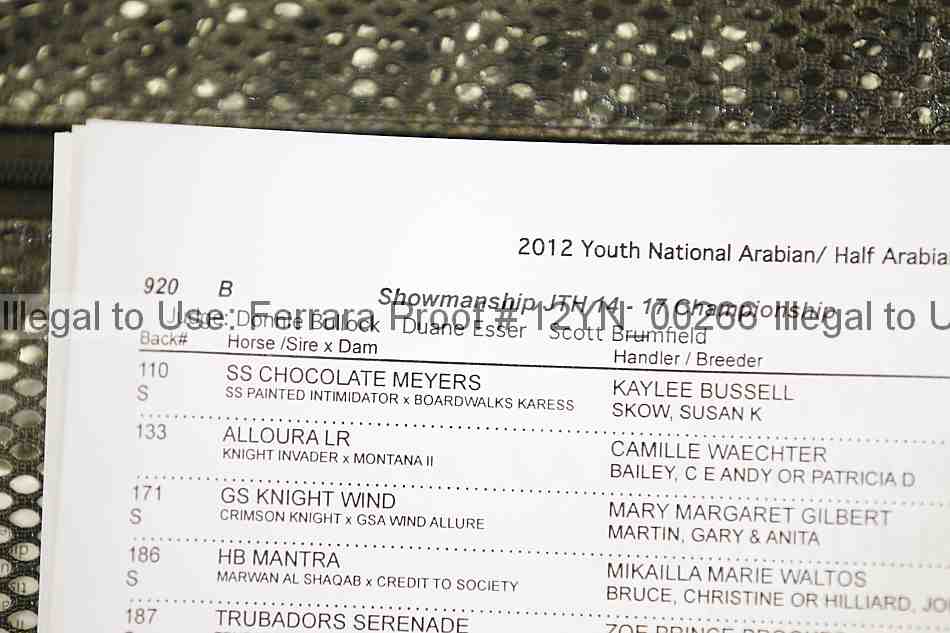 2012 Youth National Arabian/ Half Arabia
920 B Showmanship JTH 14 - 17 Championship
Illegal to Use: Ferrara Proof # 12YN_00266 Illegal to U
Judge: Donnie Bullock Duane Esser Scott Brumfield
Back# Horse /Sire x Dam Handler / Breeder
110 SS CHOCOLATE MEYERS KAYLEE BUSSELL
S SS PAINTED INTIMIDATOR x BOARDWALKS KARESS SKOW, SUSAN K
133 ALLOURA LR CAMILLE WAECHTER
KNIGHT INVADER x MONTANA II BAILEY, C E ANDY OR PATRICIA D
171 GS KNIGHT WIND MARY MARGARET GILBERT
S CRIMSON KNIGHT x GSA WIND ALLURE MARTIN, GARY & ANITA
186 HB MANTRA MIKAILLA MARIE WALTOS
S MARWAN AL SHAQAB x CREDIT TO SOCIETY BRUCE, CHRISTINE OR HILLIARD, JO
187 TRUBADORS SERENADE ZOE PRINCE